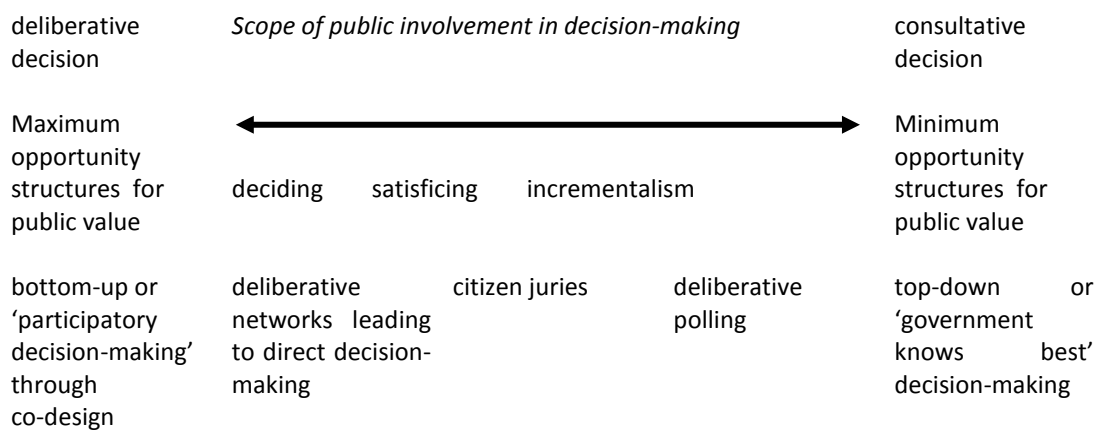 deliberative decision
Scope of public involvement in decision-making
consultative decision
Maximum opportunity structures for public value
deciding satisficing incrementalism
Minimum opportunity structures for public value
bottom-up or 'participatory decision-making' through co-design
deliberative networks leading to direct decision-making
citizen juries
deliberative polling
top-down or 'government knows best' decision-making